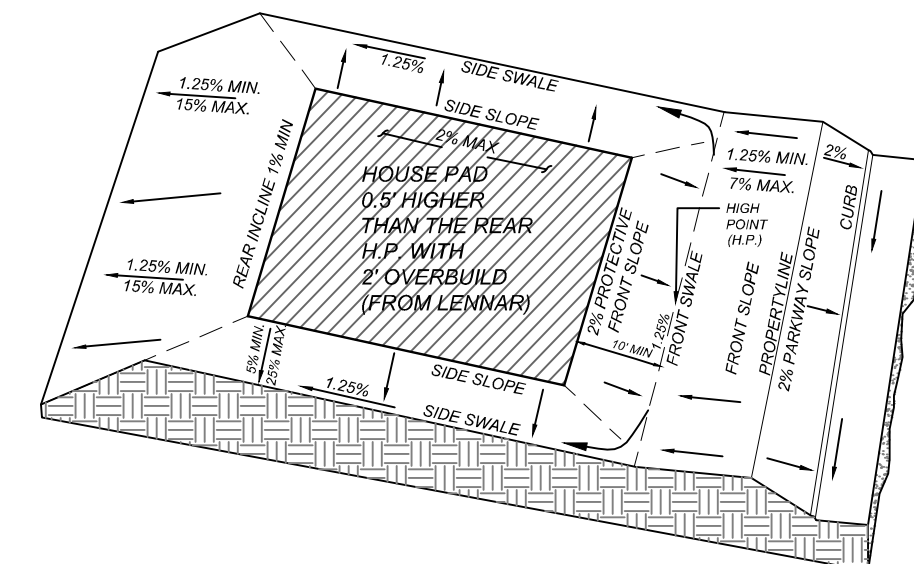 1.25%
SIDE SWALE
1.25% MIN.
15% MAX.
SIDE SLOPE
2% MAX
1.25% MIN.
7% MAX.
2%
REAR INCLINE 1% MIN
HOUSE PAD
0.5' HIGHER
THAN THE REAR
H.P. WITH
2' OVERBUILD
(FROM LENNAR)
HIGH
POINT
(H.P.)
CURB
2% PROTECTIVE
FRONT SLOPE
1.25%
FRONT SWALE
FRONT SLOPE
PROPERTYLINE
2% PARKWAY SLOPE
1.25% MIN.
15% MAX.
10' MIN
5% MIN.
25% MAX.
1.25%
SIDE SLOPE
SIDE SWALE